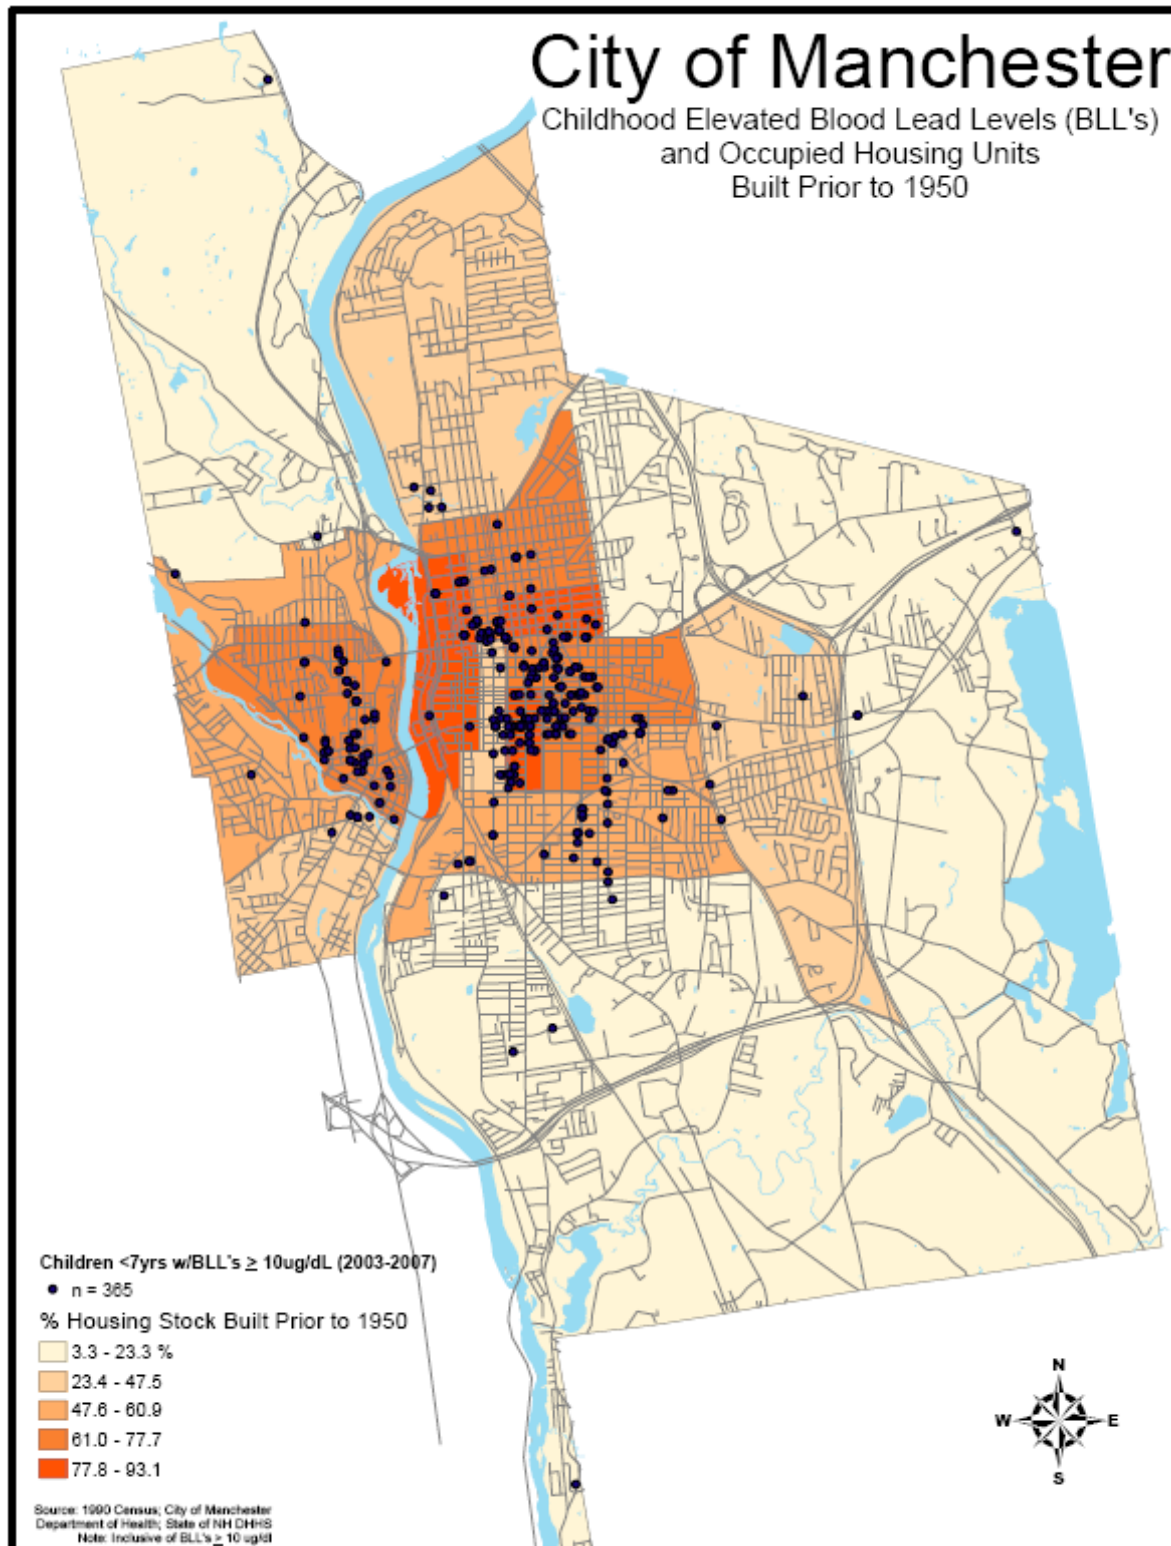 City of Manchester
Childhood Elevated Blood Lead Levels (BLL's)
and Occupied Housing Units
Built Prior to 1950
Children <7yrs w/BLL's ≥ 10ug/dL (2003-2007)
n = 365
% Housing Stock Built Prior to 1950
3.3 - 23.3 %
23.4 - 47.5
47.6 - 60.9
61.0 - 77.7
77.8 - 93.1
N
W E
S
Source: 1990 Census; City of Manchester
Department of Health; State of NH DHHS
Note: Inclusive of BLL's ≥ 10 ug/dl